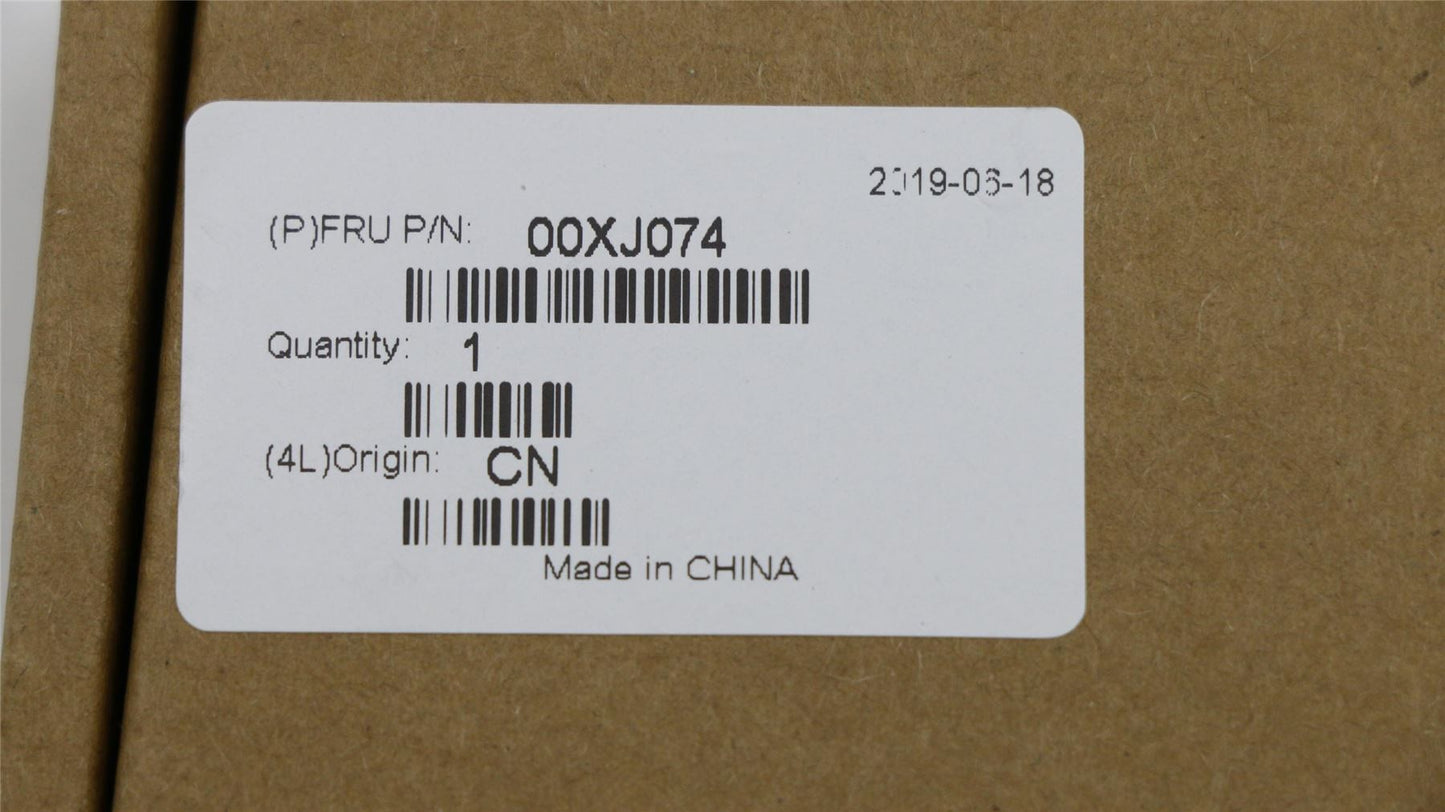 2019-06-18
(P)FRU P/N: 00XJ074
Quantity: 1
(4L)Origin: CN
Made in CHINA